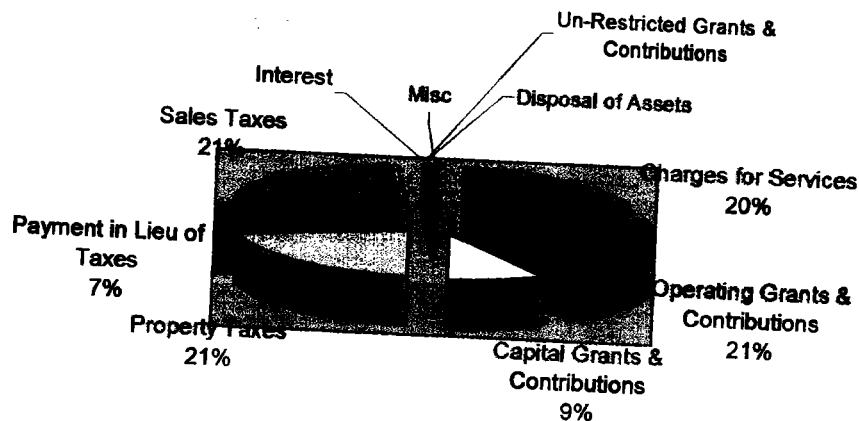 Un-Restricted Grants &
Contributions
Interest
Misc
Disposal of Assets
Sales Taxes
21%
Charges for Services
20%
Payment in Lieu of
Taxes
7%
Operating Grants &
Contributions
21%
Property Taxes
21%
Capital Grants &
Contributions
9%